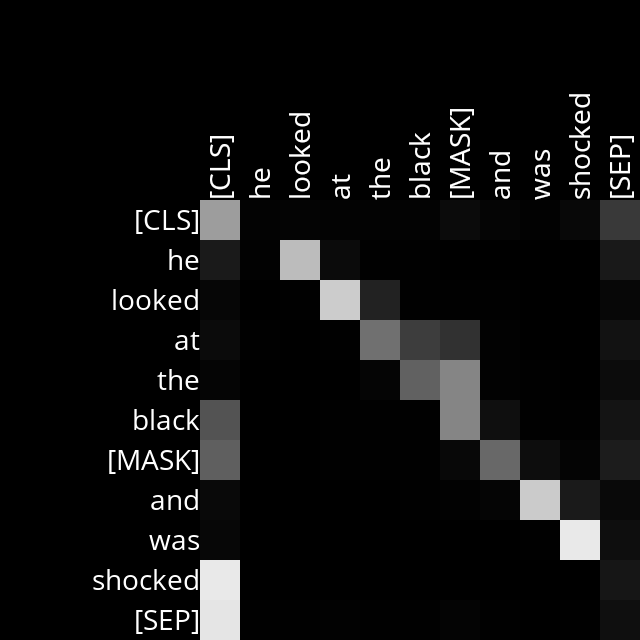 [CLS] he looked at the black [MASK] and was shocked [SEP]
[CLS]
he
looked
at
the
black
[MASK]
and
was
shocked
[SEP]